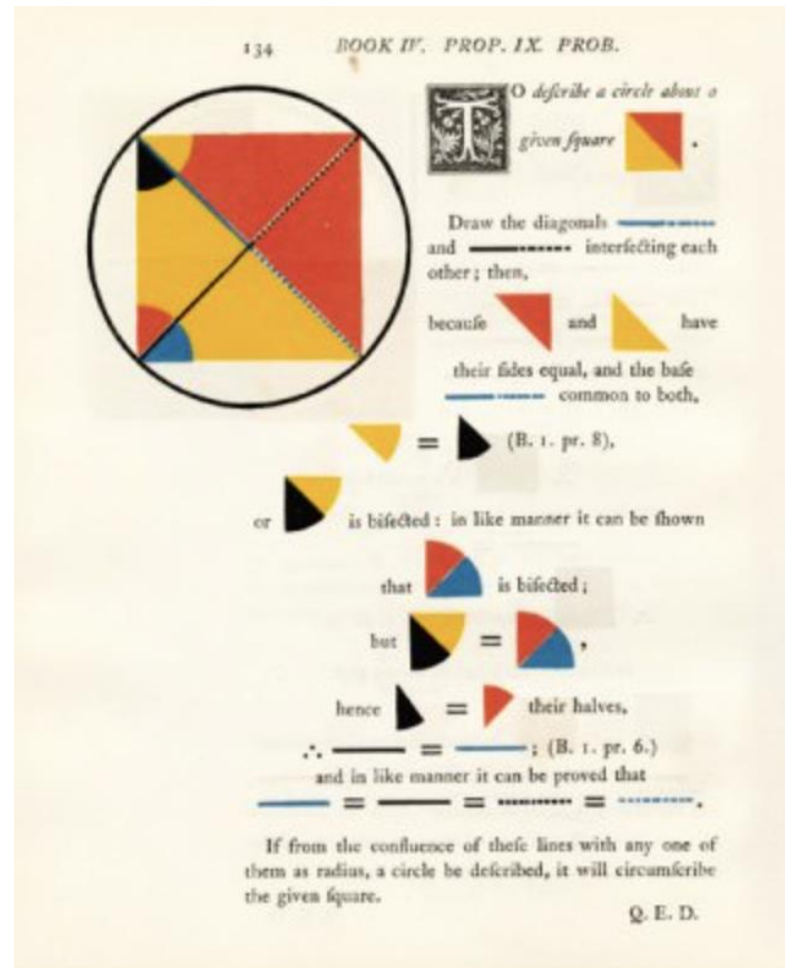 134 BOOK IV. PROP. IX. PROB.
TO deſcribe a circle about a
given ſquare .
Draw the diagonals
and interſecting each
other; then,
becauſe and have
their ſides equal, and the baſe
common to both,
= (B. 1. pr. 8),
or is biſected: in like manner it can be ſhown
that is biſected;
but = ,
hence = their halves,
∴ = ; (B. 1. pr. 6.)
and in like manner it can be proved that
= = = .
If from the confluence of theſe lines with any one of
them as radius, a circle be deſcribed, it will circumſcribe
the given ſquare.
Q. E. D.